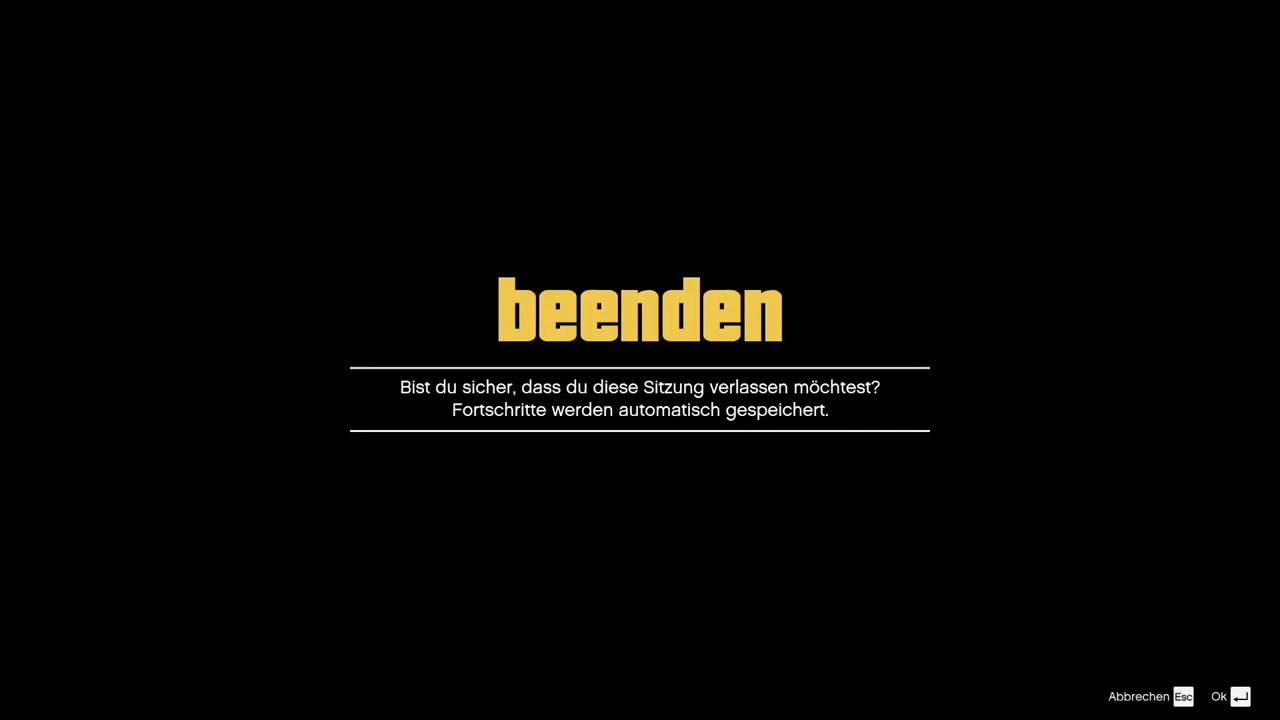 beenden
Bist du sicher, dass du diese Sitzung verlassen möchtest?
Fortschritte werden automatisch gespeichert.
Abbrechen Esc Ok